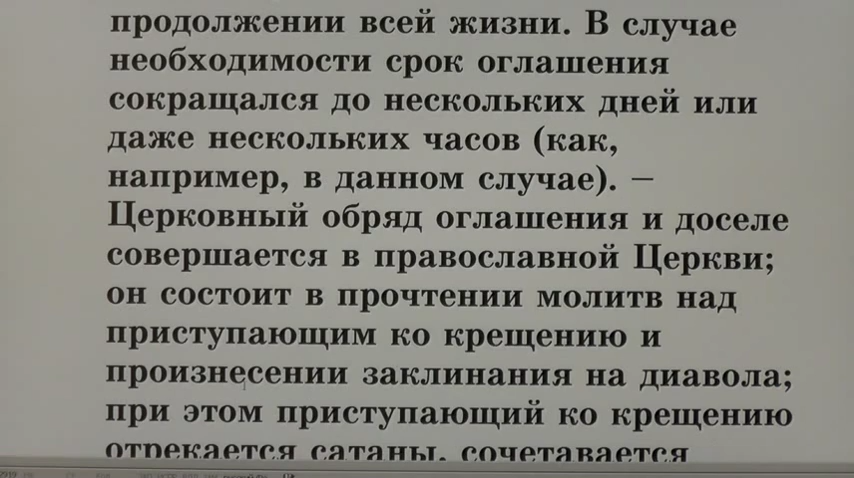 продолжении всей жизни. В случае
необходимости срок оглашения
сокращался до нескольких дней или
даже нескольких часов (как,
например, в данном случае). –
Церковный обряд оглашения и доселе
совершается в православной Церкви;
он состоит в прочтении молитв над
приступающим ко крещению и
произнесении заклинания на диавола;
при этом приступающий ко крещению
отрекается сатаны, сочетавается